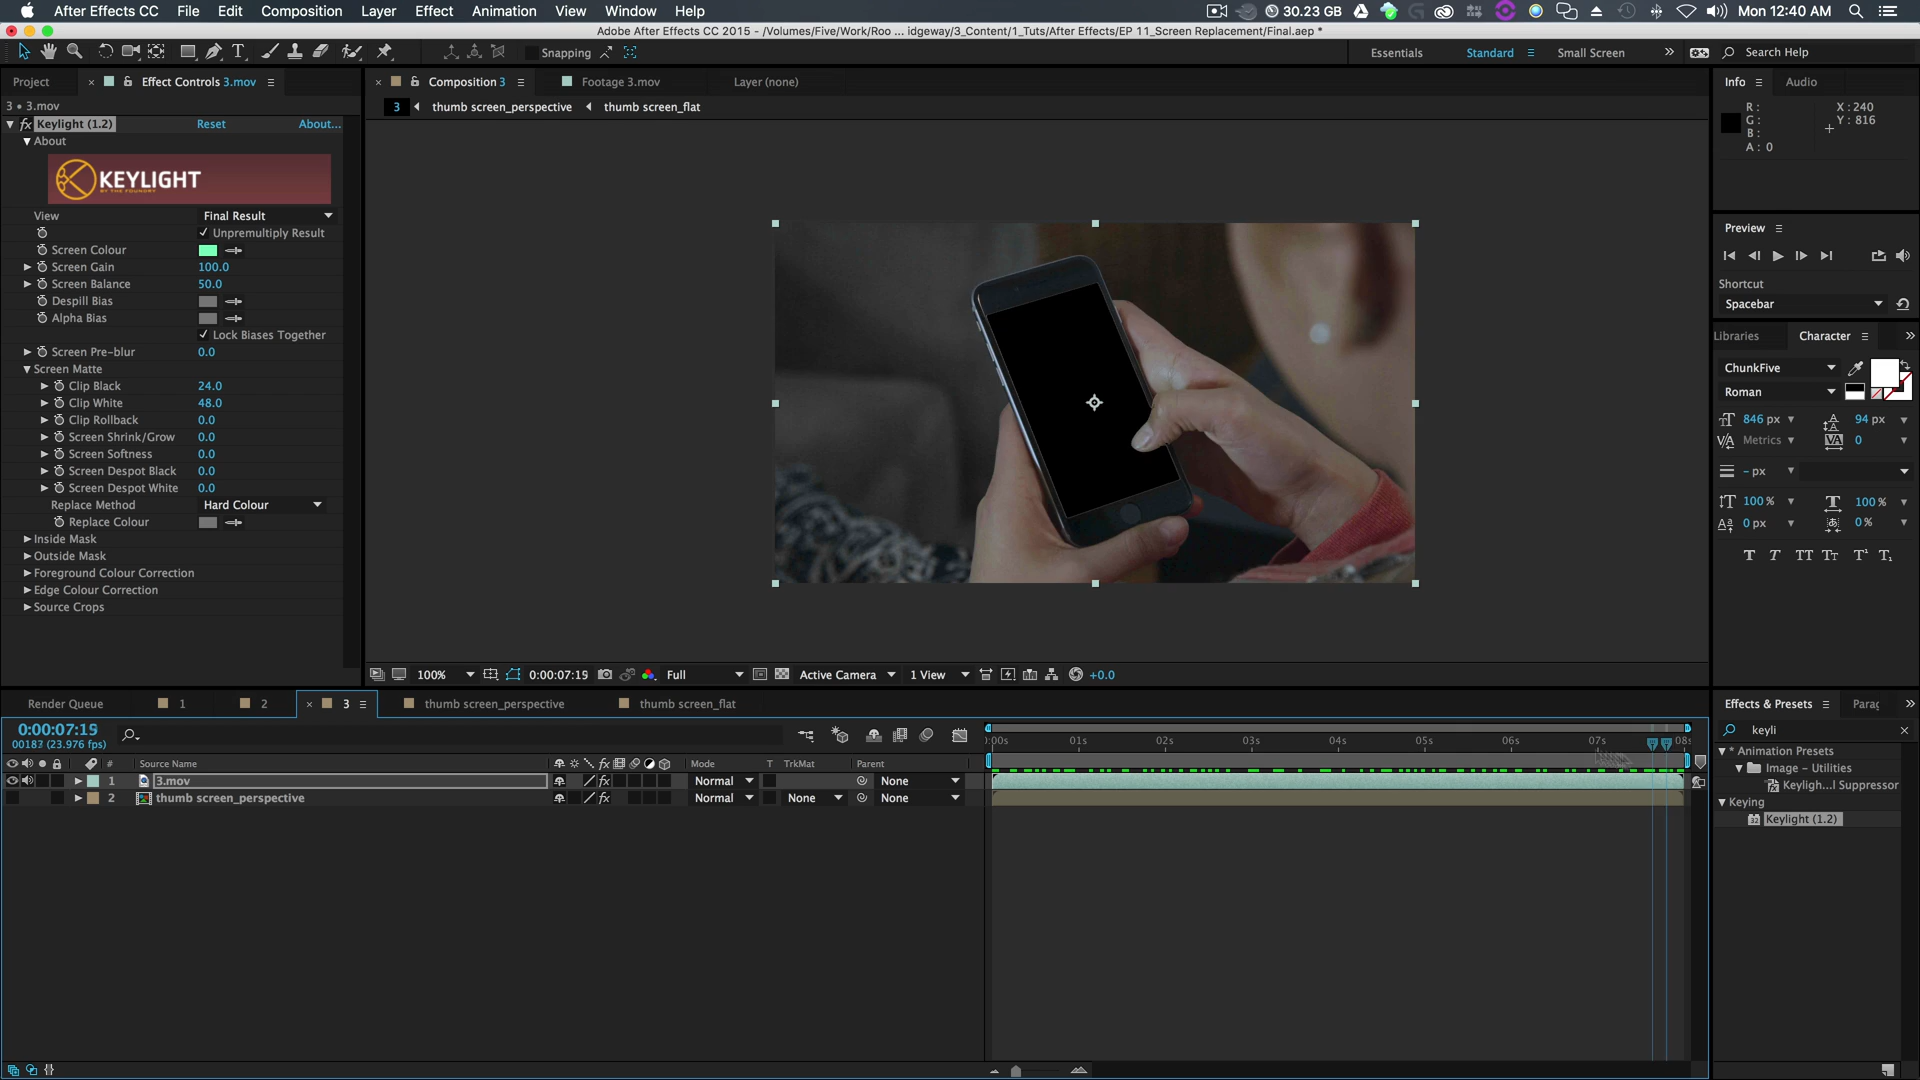 After Effects CC File Edit Composition Layer Effect Animation View Window Help 30.23 GB Mon 12:40 AM
Adobe After Effects CC 2015 - /Volumes/Five/Work/Roo ... idgeway/3_Content/1_Tuts/After Effects/EP 11_Screen Replacement/Final.aep *
Snapping Essentials Standard Small Screen Search Help
Project Effect Controls 3.mov
3 • 3.mov
Keylight (1.2) Reset About...
About
KEYLIGHT
BY THE FOUNDRY
View Final Result
Unpremultiply Result
Screen Colour
Screen Gain 100.0
Screen Balance 50.0
Despill Bias
Alpha Bias
Lock Biases Together
Screen Pre-blur 0.0
Screen Matte
Clip Black 24.0
Clip White 48.0
Clip Rollback 0.0
Screen Shrink/Grow 0.0
Screen Softness 0.0
Screen Despot Black 0.0
Screen Despot White 0.0
Replace Method Hard Colour
Replace Colour
Inside Mask
Outside Mask
Foreground Colour Correction
Edge Colour Correction
Source Crops
Composition 3 Footage 3.mov Layer (none)
3 thumb screen_perspective thumb screen_flat
100% 0:00:07:15 Full Active Camera 1 View +0.0
Info Audio
R: X: 240
G: Y: 816
B:
A: 0
Preview
Shortcut
Spacebar
Libraries Character
ChunkFive
Roman
846 px 94 px
Metrics 0
- px
100 % 100 %
0 px 0 %
T T TT Tt T¹ T₁
Render Queue 1 2 3 thumb screen_perspective thumb screen_flat
0:00:07:15
00183 (23.976 fps)
:00s 01s 02s 03s 04s 05s 06s 07s 08s
# Source Name Mode T TrkMat Parent
1 3.mov Normal None
2 thumb screen_perspective Normal None None
Effects & Presets Parag
keyli
* Animation Presets
Image – Utilities
Keyligh...l Suppressor
Keying
Keylight (1.2)